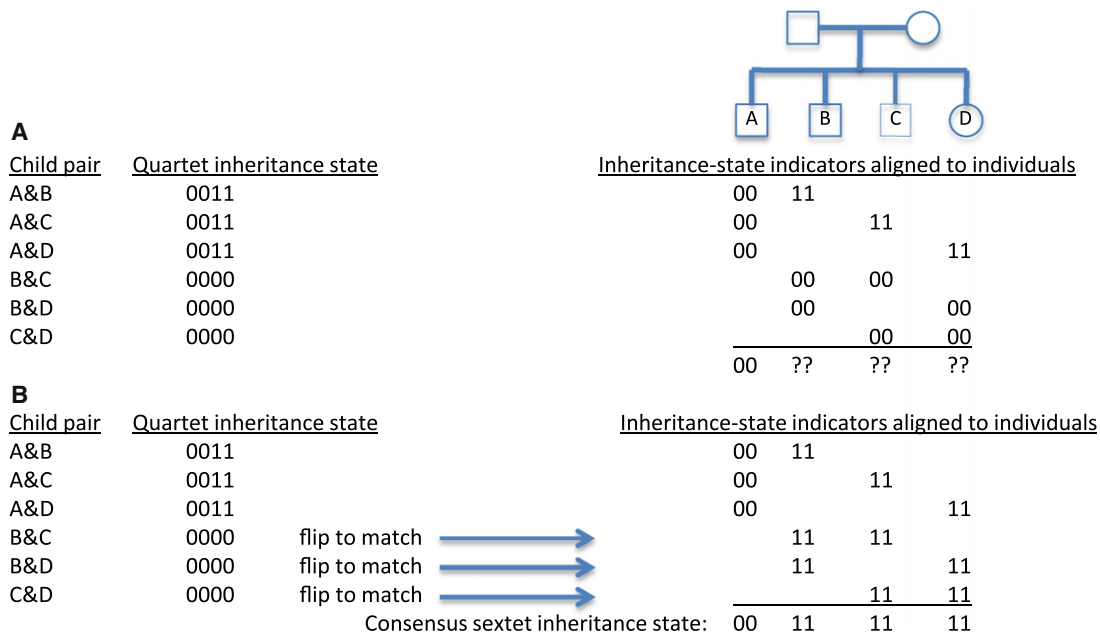 A B C D
A
Child pair Quartet inheritance state Inheritance-state indicators aligned to individuals
A&B 0011 00 11
A&C 0011 00 11
A&D 0011 00 11
B&C 0000 00 00
B&D 0000 00 00
C&D 0000 00 00
00 ?? ?? ??
B
Child pair Quartet inheritance state Inheritance-state indicators aligned to individuals
A&B 0011 00 11
A&C 0011 00 11
A&D 0011 00 11
B&C 0000 flip to match 11 11
B&D 0000 flip to match 11 11
C&D 0000 flip to match 11 11
Consensus sextet inheritance state: 00 11 11 11